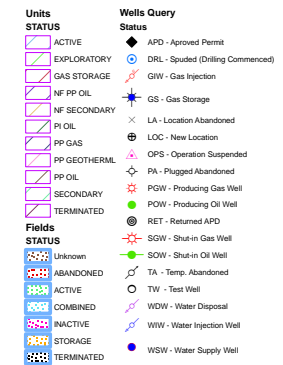 Units
STATUS
ACTIVE
EXPLORATORY
GAS STORAGE
NF PP OIL
NF SECONDARY
PI OIL
PP GAS
PP GEOTHERML
PP OIL
SECONDARY
TERMINATED
Fields
STATUS
Unknown
ABANDONED
ACTIVE
COMBINED
INACTIVE
STORAGE
TERMINATED
Wells Query
Status
APD - Aproved Permit
DRL - Spuded (Drilling Commenced)
GIW - Gas Injection
GS - Gas Storage
LA - Location Abandoned
LOC - New Location
OPS - Operation Suspended
PA - Plugged Abandoned
PGW - Producing Gas Well
POW - Producing Oil Well
RET - Returned APD
SGW - Shut-in Gas Well
SOW - Shut-in Oil Well
TA - Temp. Abandoned
TW - Test Well
WDW - Water Disposal
WIW - Water Injection Well
WSW - Water Supply Well